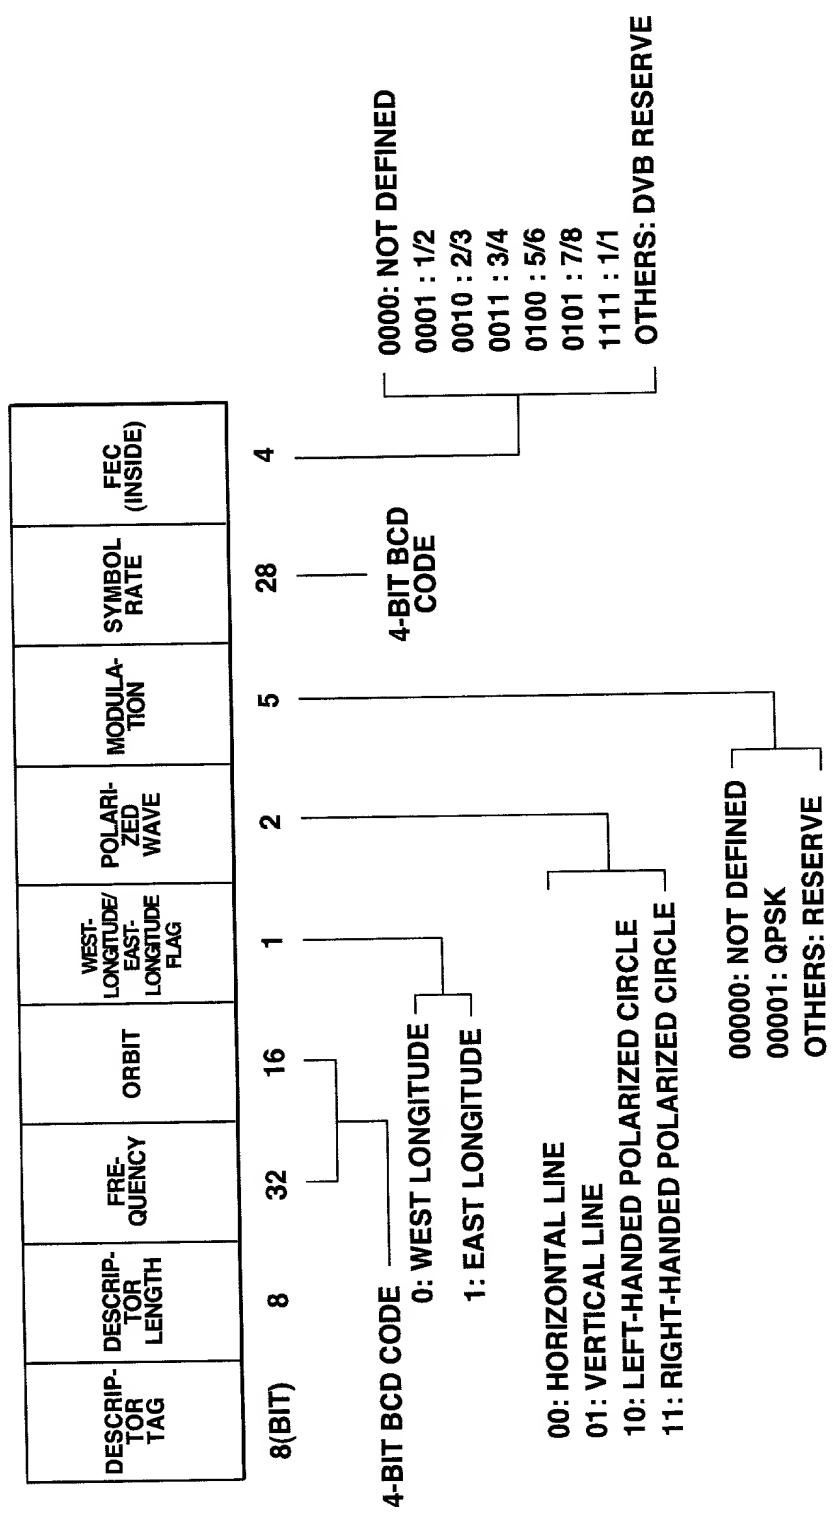 DESCRIP-
TOR
TAG
DESCRIP-
TOR
LENGTH
FRE-
QUENCY
ORBIT
WEST-
LONGITUDE/
EAST-
LONGITUDE
FLAG
POLARI-
ZED
WAVE
MODULA-
TION
SYMBOL
RATE
FEC
(INSIDE)
8(BIT)
8
32
16
1
2
5
28
4
4-BIT BCD CODE
0: WEST LONGITUDE
1: EAST LONGITUDE
00: HORIZONTAL LINE
01: VERTICAL LINE
10: LEFT-HANDED POLARIZED CIRCLE
11: RIGHT-HANDED POLARIZED CIRCLE
00000: NOT DEFINED
00001: QPSK
OTHERS: RESERVE
4-BIT BCD
CODE
0000: NOT DEFINED
0001 : 1/2
0010 : 2/3
0011 : 3/4
0100 : 5/6
0101 : 7/8
1111 : 1/1
OTHERS: DVB RESERVE